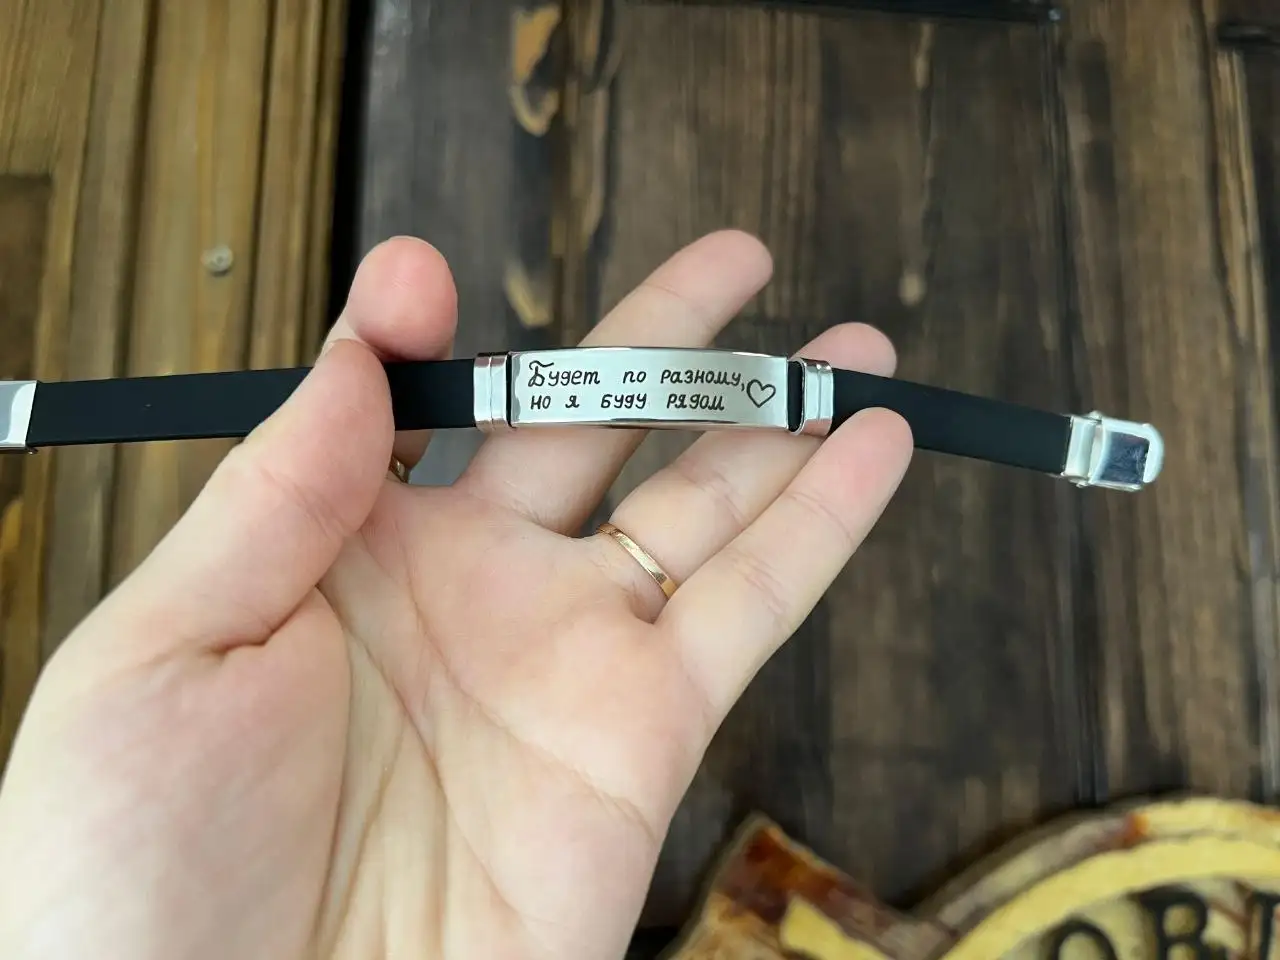 Будет по разному,
но я буду рядом